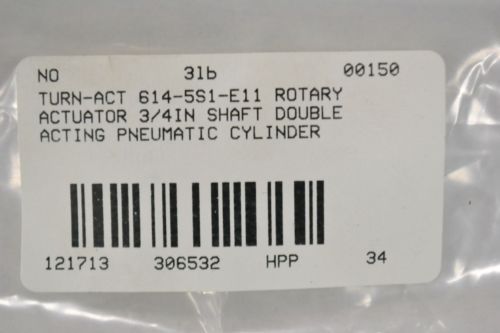 NO 3lb 00150
TURN-ACT 614-5S1-E11 ROTARY
ACTUATOR 3/4IN SHAFT DOUBLE
ACTING PNEUMATIC CYLINDER
121713 306532 HPP 34